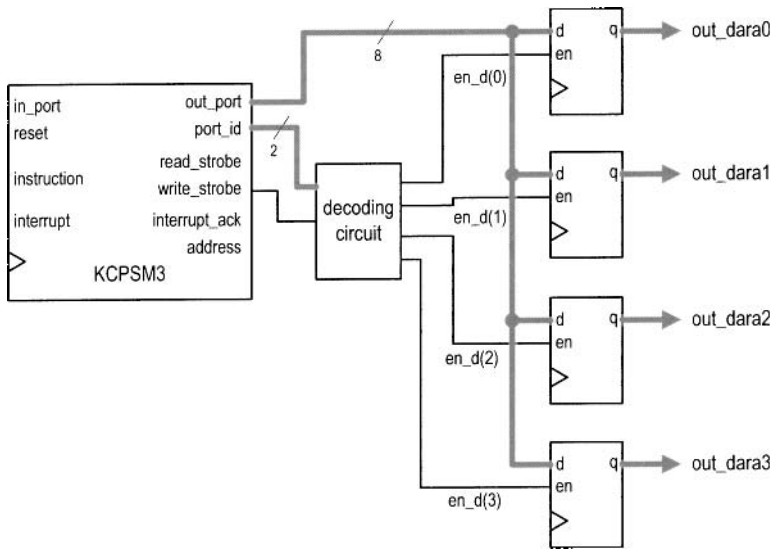 in_port
reset
instruction
interrupt
out_port
port_id
read_strobe
write_strobe
interrupt_ack
address
KCPSM3
8
2
decoding
circuit
en_d(0)
en_d(1)
en_d(2)
en_d(3)
d
q
en
out_dara0
d
q
en
out_dara1
d
q
en
out_dara2
d
q
en
out_dara3